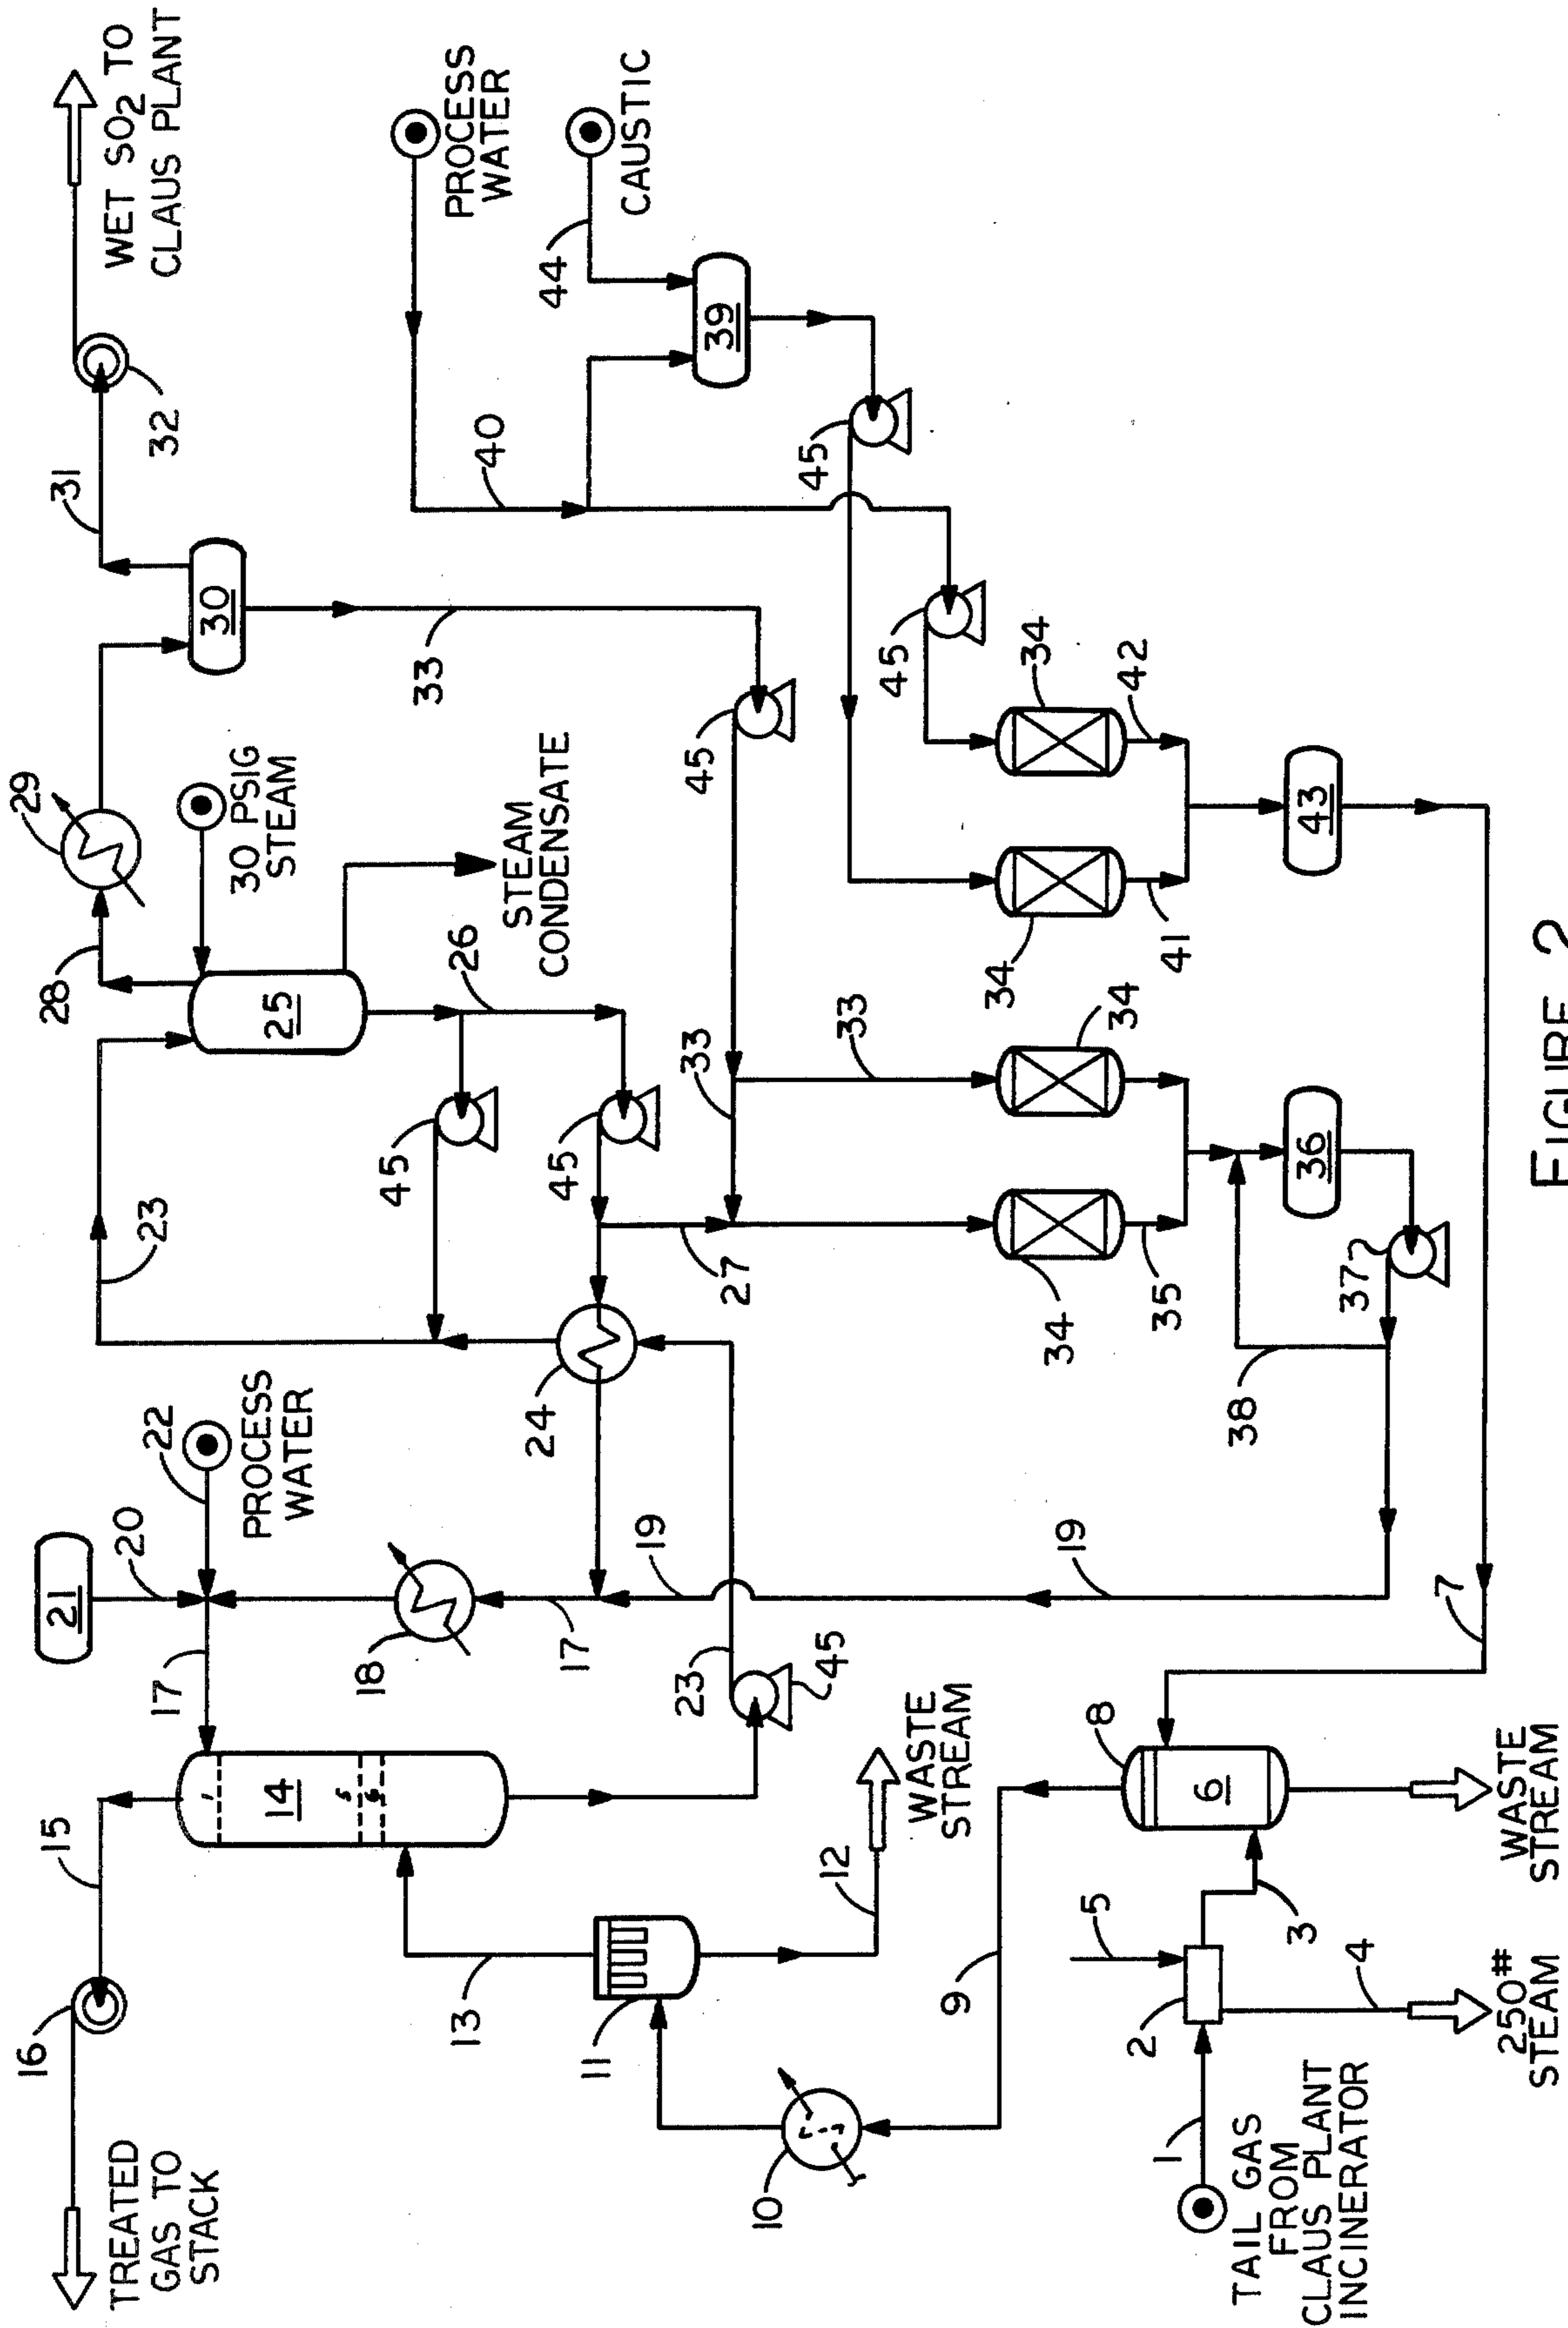 TREATED
GAS TO
STACK
16
15
17
21
20
22
PROCESS
WATER
23
28
29
30 PSIG
STEAM
31
32
WET SO2 TO
CLAUS PLANT
1
14
5
6
18
17
25
30
33
26
STEAM
CONDENSATE
45
45
24
40
PROCESS
WATER
44
CAUSTIC
39
13
11
10
12
WASTE
STREAM
23
45
19
27
33
45
45
45
33
9
5
8
19
34
35
34
34
41
34
42
TAIL GAS
FROM
CLAUS PLANT
INCINERATOR
1
2
3
4
250#
STEAM
6
WASTE
STREAM
7
38
37
36
43
FIGURE 2